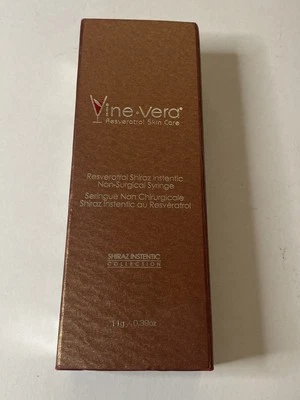 Vine Vera®
Resveratrol Skin Care
Resveratrol Shiraz Instentic
Non-Surgical Syringe
Seringue Non Chirurgicale
Shiraz Instentic au Resvératrol
SHIRAZ INSTENTIC
COLLECTION
11g / 0.39oz